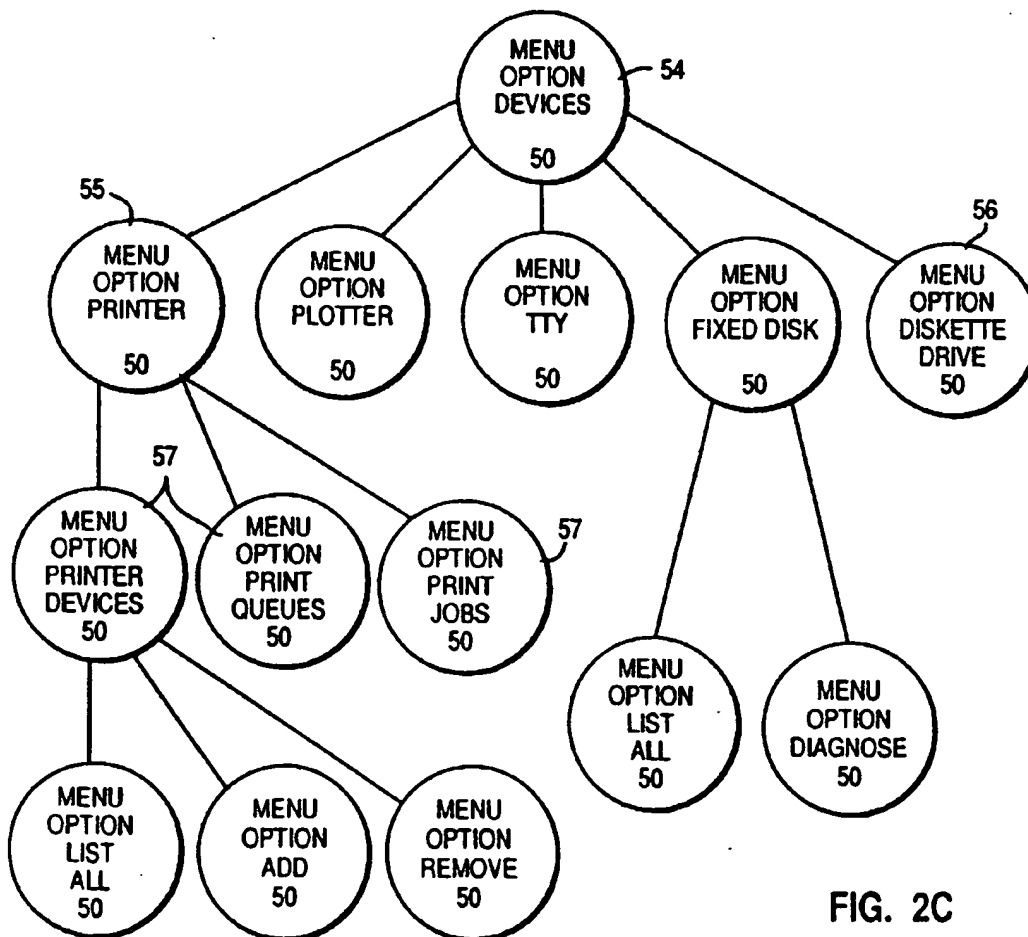 MENU
OPTION
DEVICES
50
54
55
MENU
OPTION
PRINTER
50
MENU
OPTION
PLOTTER
50
MENU
OPTION
TTY
50
MENU
OPTION
FIXED DISK
50
56
MENU
OPTION
DISKETTE
DRIVE
50
57
MENU
OPTION
PRINTER
DEVICES
50
MENU
OPTION
PRINT
QUEUES
50
MENU
OPTION
PRINT
JOBS
50
57
MENU
OPTION
LIST
ALL
50
MENU
OPTION
DIAGNOSE
50
MENU
OPTION
LIST
ALL
50
MENU
OPTION
ADD
50
MENU
OPTION
REMOVE
50
FIG. 2C